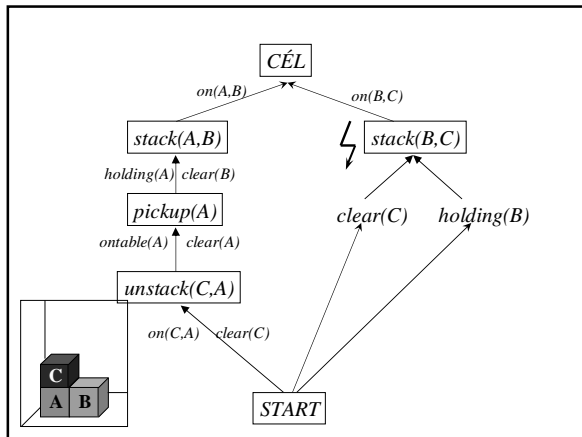 CÉL
on(A,B) on(B,C)
stack(A,B) stack(B,C)
holding(A) clear(B)
pickup(A) clear(C) holding(B)
ontable(A) clear(A)
unstack(C,A)
on(C,A) clear(C)
C
A B
START